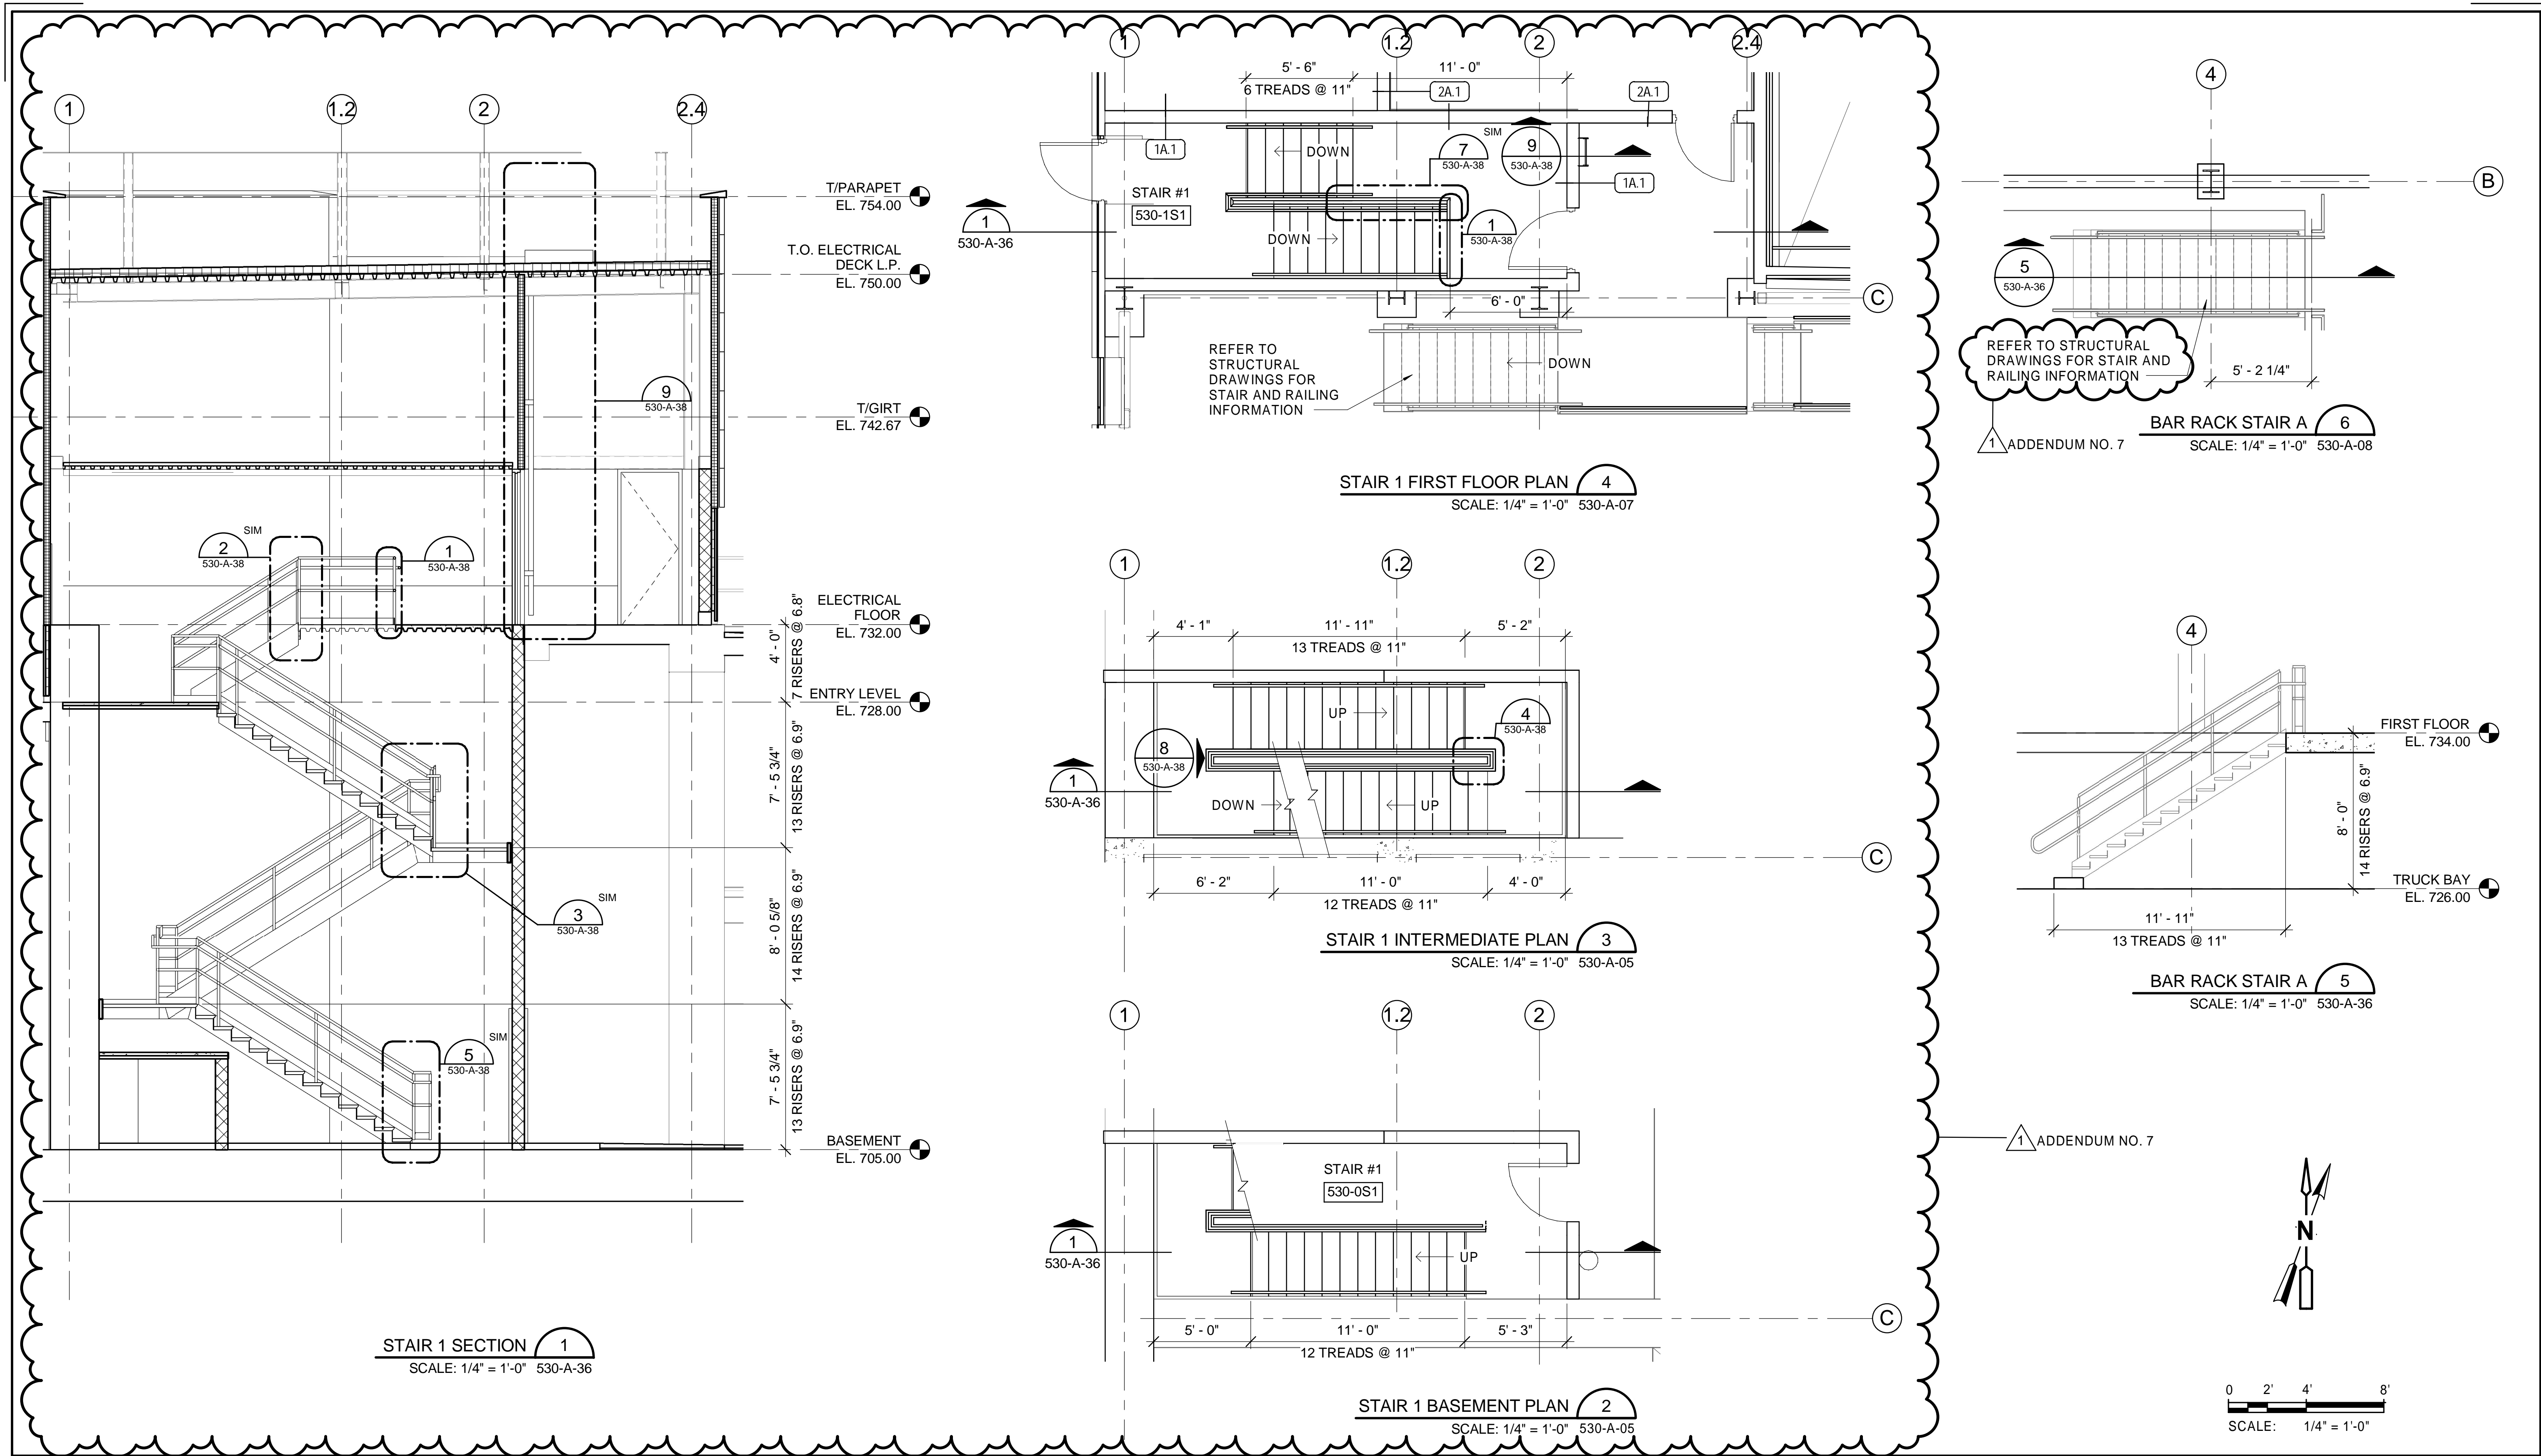 1
1.2
2
2.4
T/PARAPET
EL. 754.00
T.O. ELECTRICAL
DECK L.P.
EL. 750.00
9
530-A-38
T/GIRT
EL. 742.67
2
SIM
530-A-38
1
530-A-38
ELECTRICAL
FLOOR
EL. 732.00
4' - 0"
7 RISERS @ 6.8"
ENTRY LEVEL
EL. 728.00
7' - 5 3/4"
13 RISERS @ 6.9"
3
SIM
530-A-38
8' - 0 5/8"
14 RISERS @ 6.9"
5
SIM
530-A-38
7' - 5 3/4"
13 RISERS @ 6.9"
BASEMENT
EL. 705.00
STAIR 1 SECTION
1
SCALE: 1/4" = 1'-0"
530-A-36
1
1.2
2
2.4
5' - 6"
11' - 0"
6 TREADS @ 11"
2A.1
2A.1
1A.1
DOWN
7
SIM
530-A-38
9
530-A-38
1A.1
STAIR #1
530-1S1
1
530-A-36
DOWN
1
530-A-38
6' - 0"
C
REFER TO
STRUCTURAL
DRAWINGS FOR
STAIR AND RAILING
INFORMATION
DOWN
STAIR 1 FIRST FLOOR PLAN
4
SCALE: 1/4" = 1'-0"
530-A-07
1
1.2
2
4' - 1"
11' - 11"
5' - 2"
13 TREADS @ 11"
UP
4
530-A-38
8
530-A-38
1
530-A-36
DOWN
UP
C
6' - 2"
11' - 0"
4' - 0"
12 TREADS @ 11"
STAIR 1 INTERMEDIATE PLAN
3
SCALE: 1/4" = 1'-0"
530-A-05
1
1.2
2
STAIR #1
530-0S1
1
530-A-36
UP
C
5' - 0"
11' - 0"
5' - 3"
12 TREADS @ 11"
STAIR 1 BASEMENT PLAN
2
SCALE: 1/4" = 1'-0"
530-A-05
4
B
5
530-A-36
REFER TO STRUCTURAL
DRAWINGS FOR STAIR AND
RAILING INFORMATION
5' - 2 1/4"
1
ADDENDUM NO. 7
BAR RACK STAIR A
6
SCALE: 1/4" = 1'-0"
530-A-08
4
FIRST FLOOR
EL. 734.00
8' - 0"
14 RISERS @ 6.9"
TRUCK BAY
EL. 726.00
11' - 11"
13 TREADS @ 11"
BAR RACK STAIR A
5
SCALE: 1/4" = 1'-0"
530-A-36
1
ADDENDUM NO. 7
N
0 2' 4' 8'
SCALE: 1/4" = 1'-0"